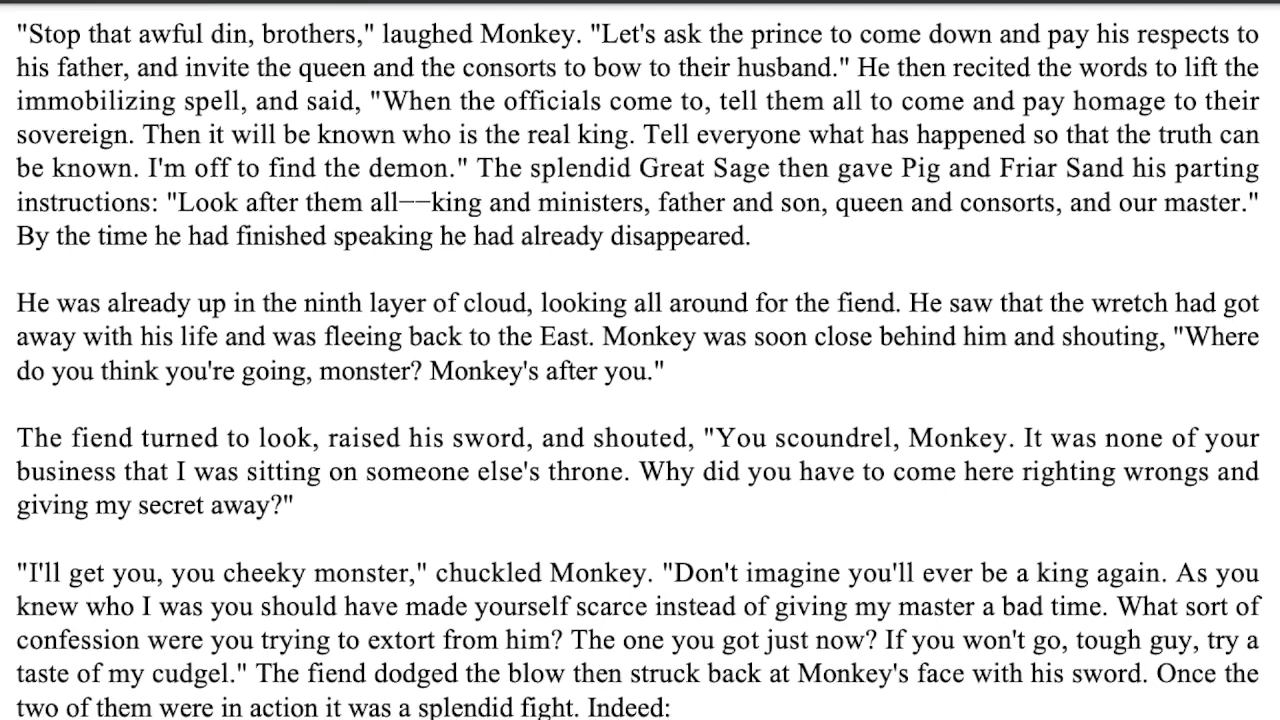 "Stop that awful din, brothers," laughed Monkey. "Let's ask the prince to come down and pay his respects to
his father, and invite the queen and the consorts to bow to their husband." He then recited the words to lift the
immobilizing spell, and said, "When the officials come to, tell them all to come and pay homage to their
sovereign. Then it will be known who is the real king. Tell everyone what has happened so that the truth can
be known. I'm off to find the demon." The splendid Great Sage then gave Pig and Friar Sand his parting
instructions: "Look after them all−−king and ministers, father and son, queen and consorts, and our master."
By the time he had finished speaking he had already disappeared.
He was already up in the ninth layer of cloud, looking all around for the fiend. He saw that the wretch had got
away with his life and was fleeing back to the East. Monkey was soon close behind him and shouting, "Where
do you think you're going, monster? Monkey's after you."
The fiend turned to look, raised his sword, and shouted, "You scoundrel, Monkey. It was none of your
business that I was sitting on someone else's throne. Why did you have to come here righting wrongs and
giving my secret away?"
"I'll get you, you cheeky monster," chuckled Monkey. "Don't imagine you'll ever be a king again. As you
knew who I was you should have made yourself scarce instead of giving my master a bad time. What sort of
confession were you trying to extort from him? The one you got just now? If you won't go, tough guy, try a
taste of my cudgel." The fiend dodged the blow then struck back at Monkey's face with his sword. Once the
two of them were in action it was a splendid fight. Indeed: